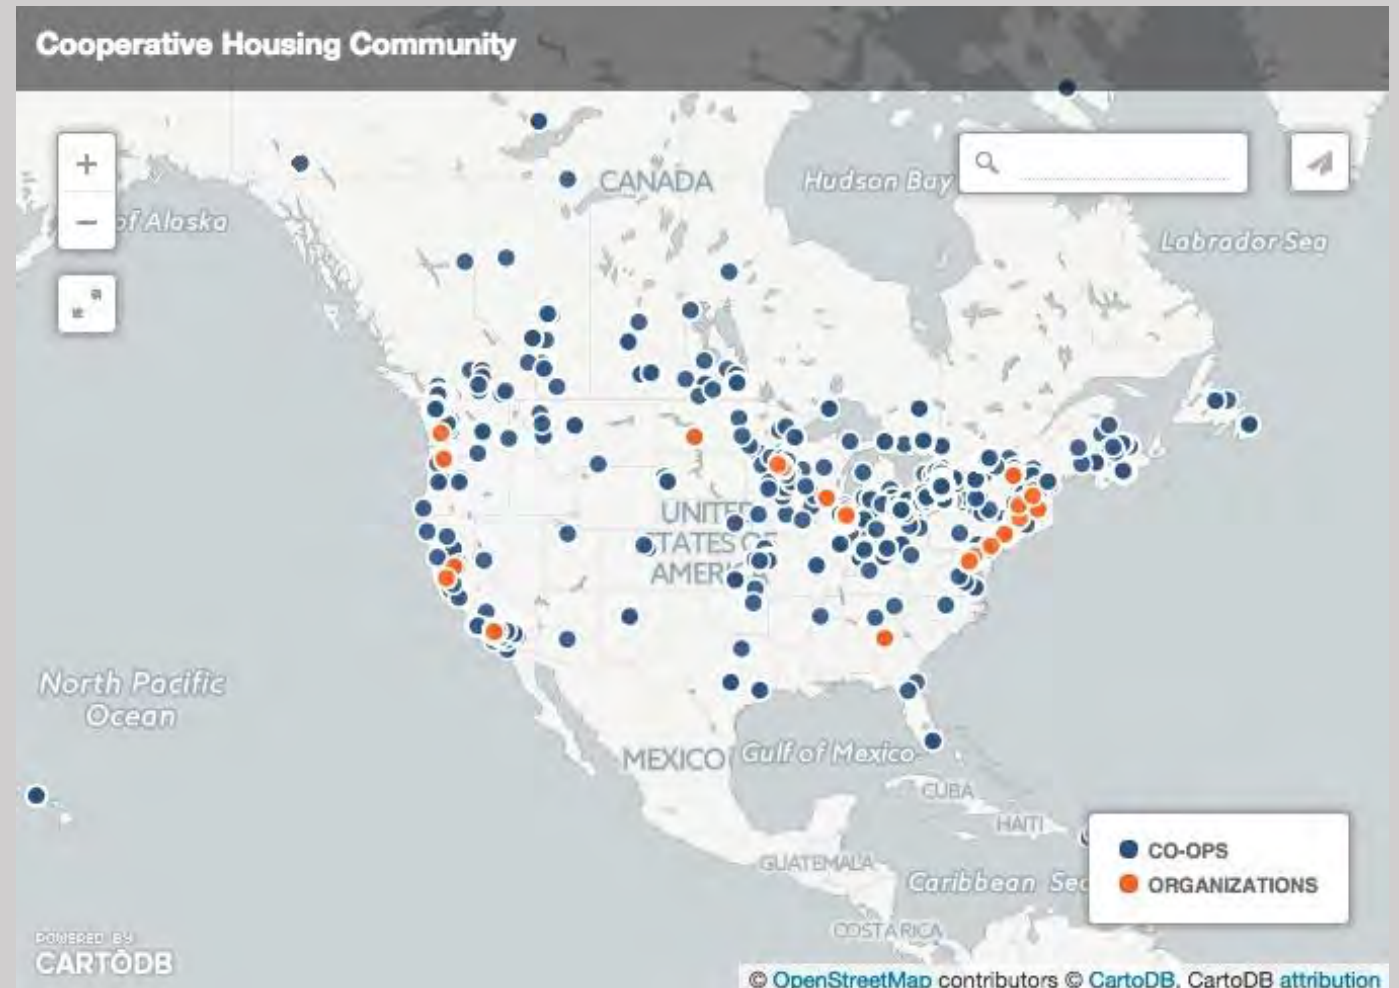 Cooperative Housing Community
+
CANADA
Hudson Bay
−
of Alaska
Labrador Sea
UNITED
STATES OF
AMERICA
North Pacific
Ocean
MEXICO
Gulf of Mexico
CUBA
HAITI
CO-OPS
GUATEMALA
Caribbean Sea
ORGANIZATIONS
COSTA RICA
POWERED BY
CARTODB
© OpenStreetMap contributors © CartoDB, CartoDB attribution